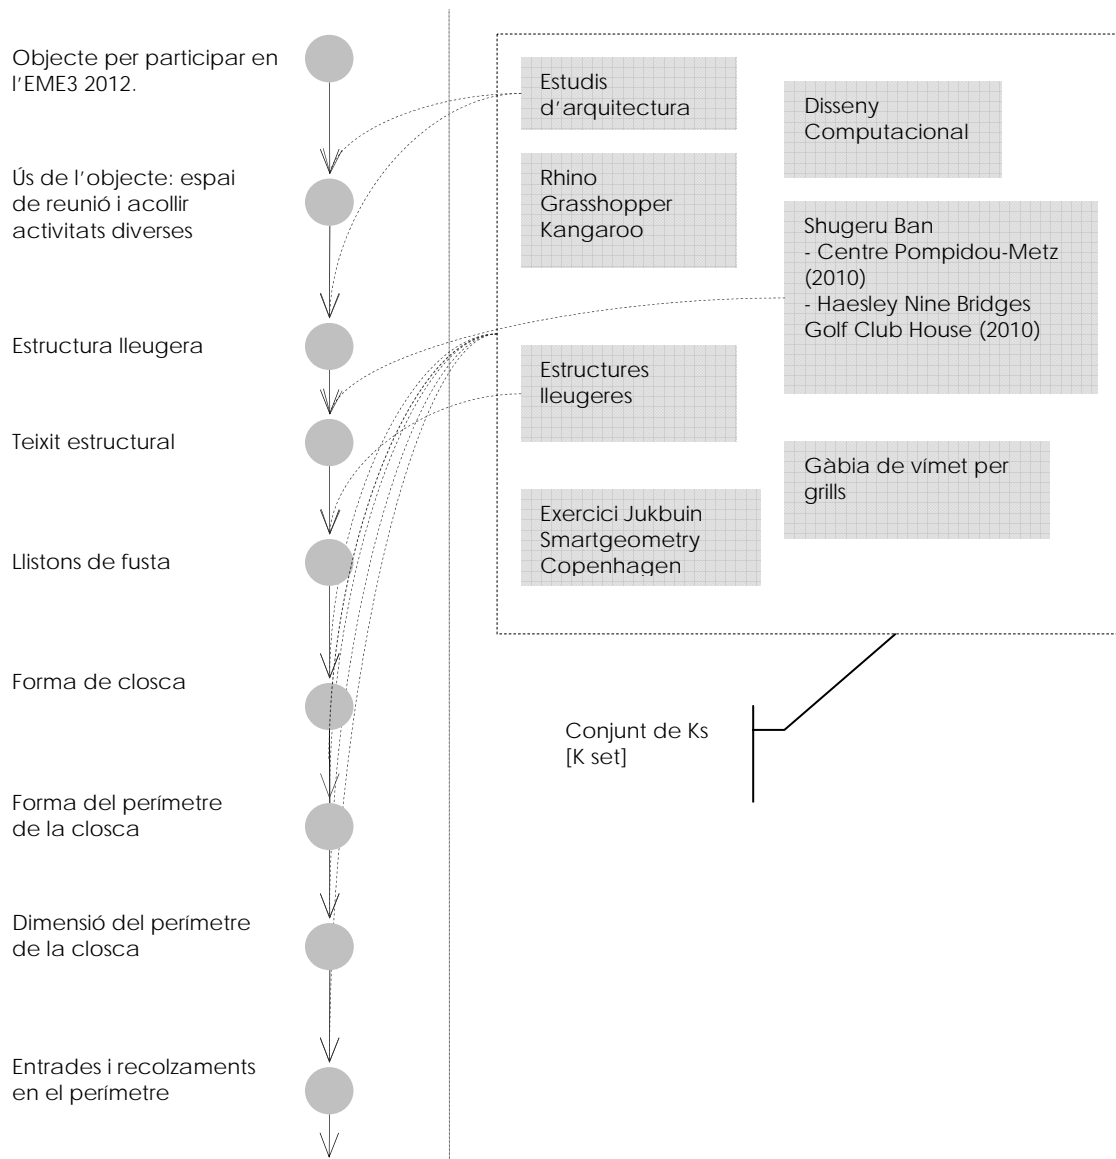 Objecte per participar en
l'EME3 2012.
Ús de l'objecte: espai
de reunió i acollir
activitats diverses
Estructura lleugera
Teixit estructural
Llistons de fusta
Forma de closca
Forma del perímetre
de la closca
Dimensió del perímetre
de la closca
Entrades i recolzaments
en el perímetre
Estudis
d'arquitectura
Disseny
Computacional
Rhino
Grasshopper
Kangaroo
Shugeru Ban
- Centre Pompidou-Metz
(2010)
- Haesley Nine Bridges
Golf Club House (2010)
Estructures
lleugeres
Gàbia de vímet per
grills
Exercici Jukbuin
Smartgeometry
Copenhagen
Conjunt de Ks
[K set]